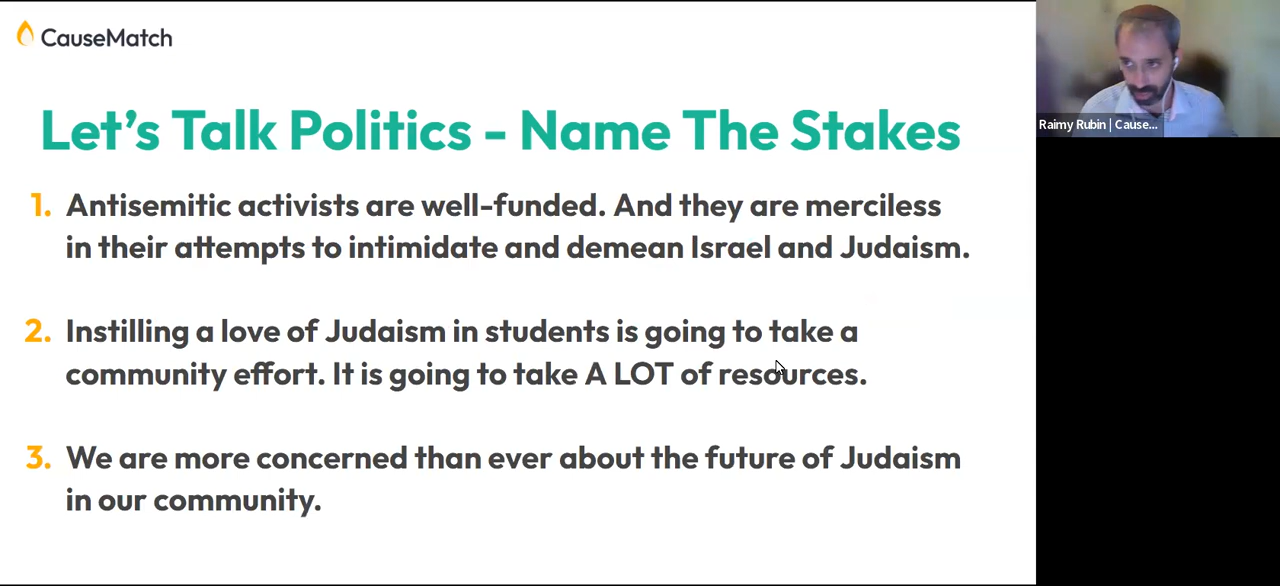 CauseMatch
Let's Talk Politics - Name The Stakes
1. Antisemitic activists are well-funded. And they are merciless
in their attempts to intimidate and demean Israel and Judaism.
2. Instilling a love of Judaism in students is going to take a
community effort. It is going to take A LOT of resources.
3. We are more concerned than ever about the future of Judaism
in our community.
Raimy Rubin | Cause...